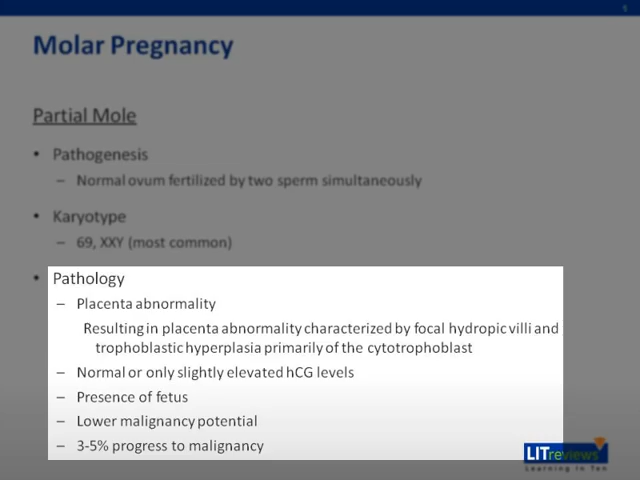 Molar Pregnancy
Partial Mole
• Pathogenesis
– Normal ovum fertilized by two sperm simultaneously
• Karyotype
– 69, XXY (most common)
• Pathology
– Placenta abnormality
Resulting in placenta abnormality characterized by focal hydropic villi and
trophoblastic hyperplasia primarily of the cytotrophoblast
– Normal or only slightly elevated hCG levels
– Presence of fetus
– Lower malignancy potential
– 3-5% progress to malignancy
LITreviews
Learning in Ten